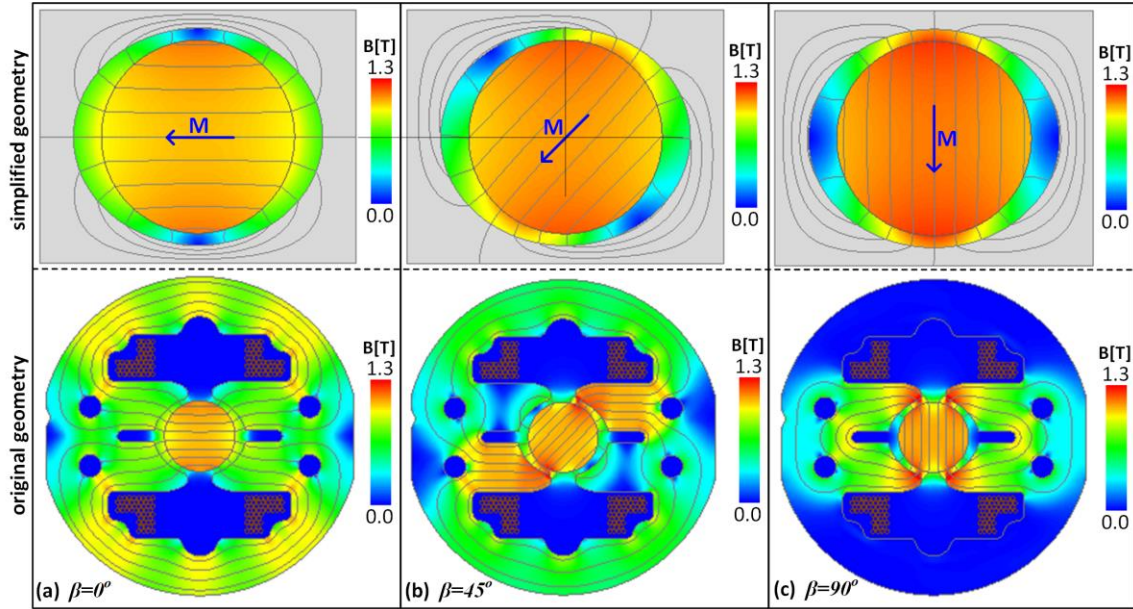 simplified geometry
M
B[T]
1.3
0.0
M
B[T]
1.3
0.0
M
B[T]
1.3
0.0
original geometry
B[T]
1.3
0.0
(a) β=0°
B[T]
1.3
0.0
(b) β=45°
B[T]
1.3
0.0
(c) β=90°